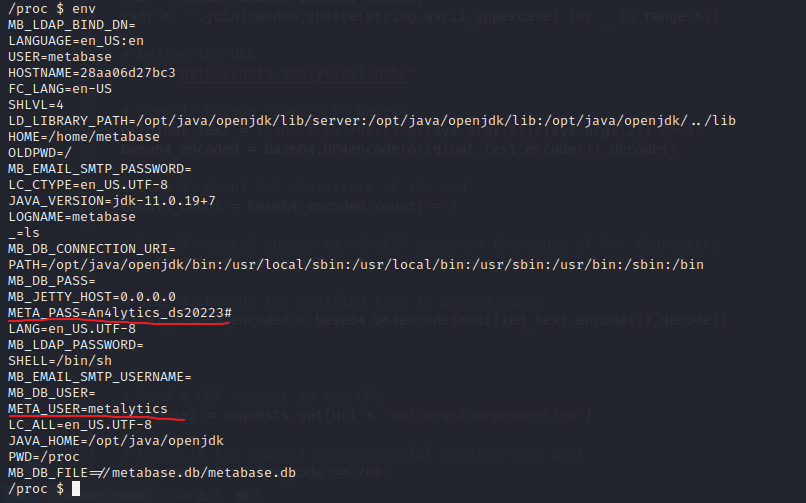 /proc $ env
MB_LDAP_BIND_DN=
LANGUAGE=en_US:en
USER=metabase
HOSTNAME=28aa06d27bc3
FC_LANG=en-US
SHLVL=4
LD_LIBRARY_PATH=/opt/java/openjdk/lib/server:/opt/java/openjdk/lib:/opt/java/openjdk/../lib
HOME=/home/metabase
OLDPWD=/
MB_EMAIL_SMTP_PASSWORD=
LC_CTYPE=en_US.UTF-8
JAVA_VERSION=jdk-11.0.19+7
LOGNAME=metabase
_=ls
MB_DB_CONNECTION_URI=
PATH=/opt/java/openjdk/bin:/usr/local/sbin:/usr/local/bin:/usr/sbin:/usr/bin:/sbin:/bin
MB_DB_PASS=
MB_JETTY_HOST=0.0.0.0
META_PASS=An4lytics_ds20223#
LANG=en_US.UTF-8
MB_LDAP_PASSWORD=
SHELL=/bin/sh
MB_EMAIL_SMTP_USERNAME=
MB_DB_USER=
META_USER=metalytics
LC_ALL=en_US.UTF-8
JAVA_HOME=/opt/java/openjdk
PWD=/proc
MB_DB_FILE=//metabase.db/metabase.db
/proc $